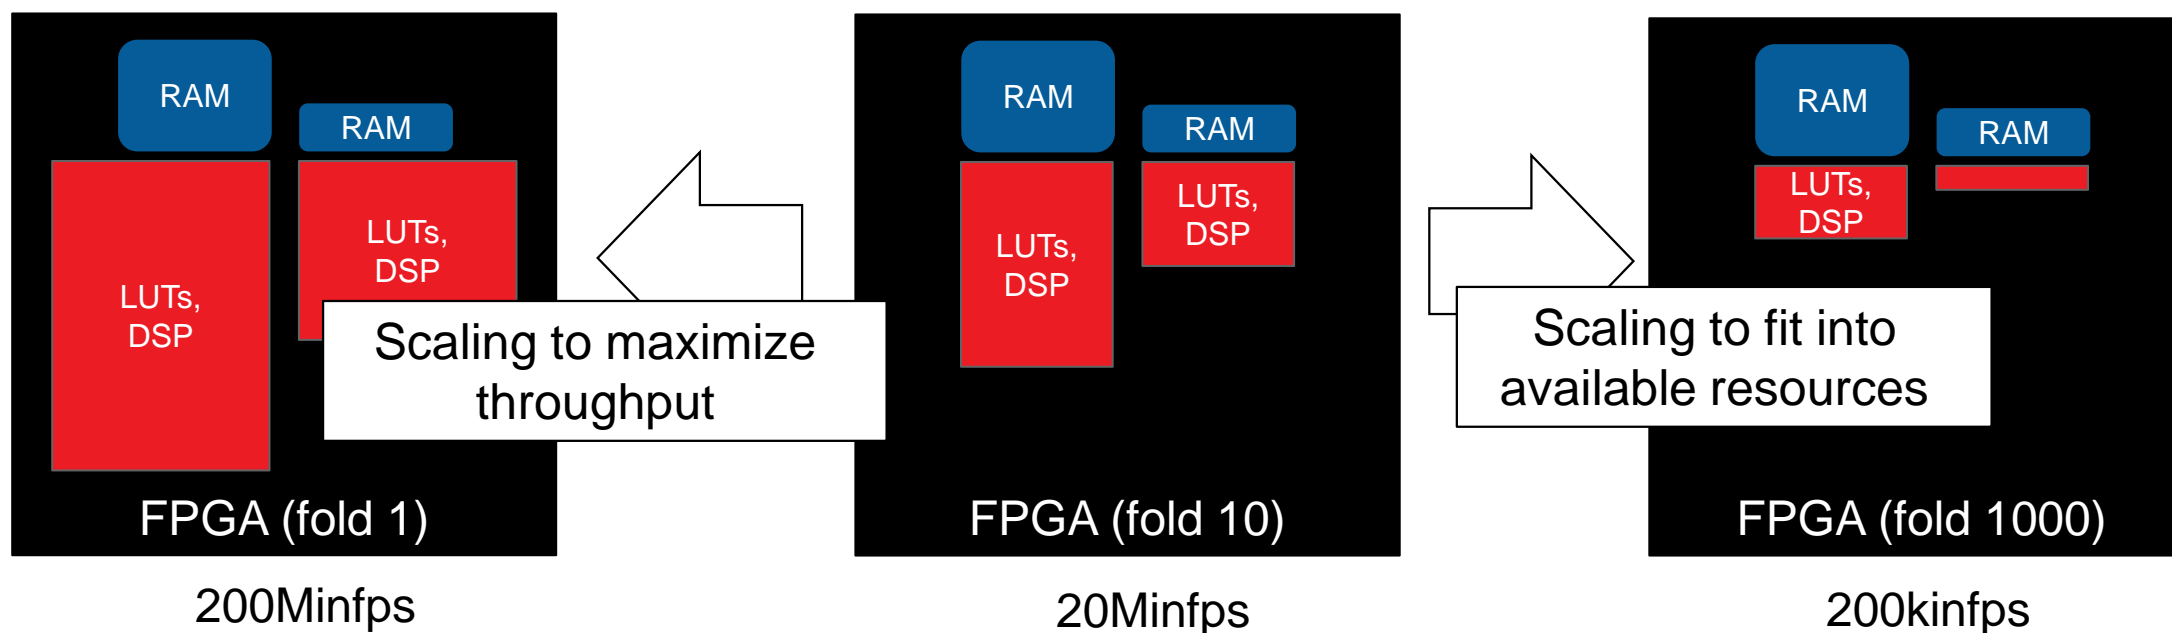 RAM
RAM
LUTs,
DSP
LUTs,
DSP
FPGA (fold 1)
200Minfps
Scaling to maximize
throughput
RAM
RAM
LUTs,
DSP
LUTs,
DSP
FPGA (fold 10)
20Minfps
Scaling to fit into
available resources
RAM
RAM
LUTs,
DSP
FPGA (fold 1000)
200kinfps